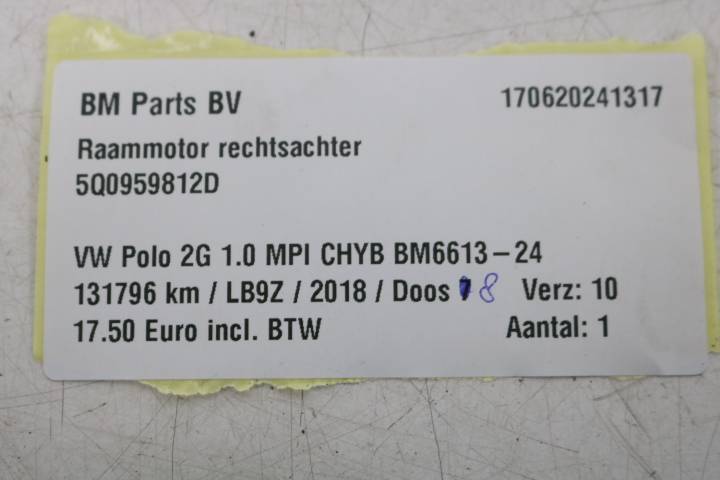 BM Parts BV 170620241317
Raammotor rechtsachter
5Q0959812D
VW Polo 2G 1.0 MPI CHYB BM6613-24
131796 km / LB9Z / 2018 / Doos 8 Verz: 10
17.50 Euro incl. BTW Aantal: 1